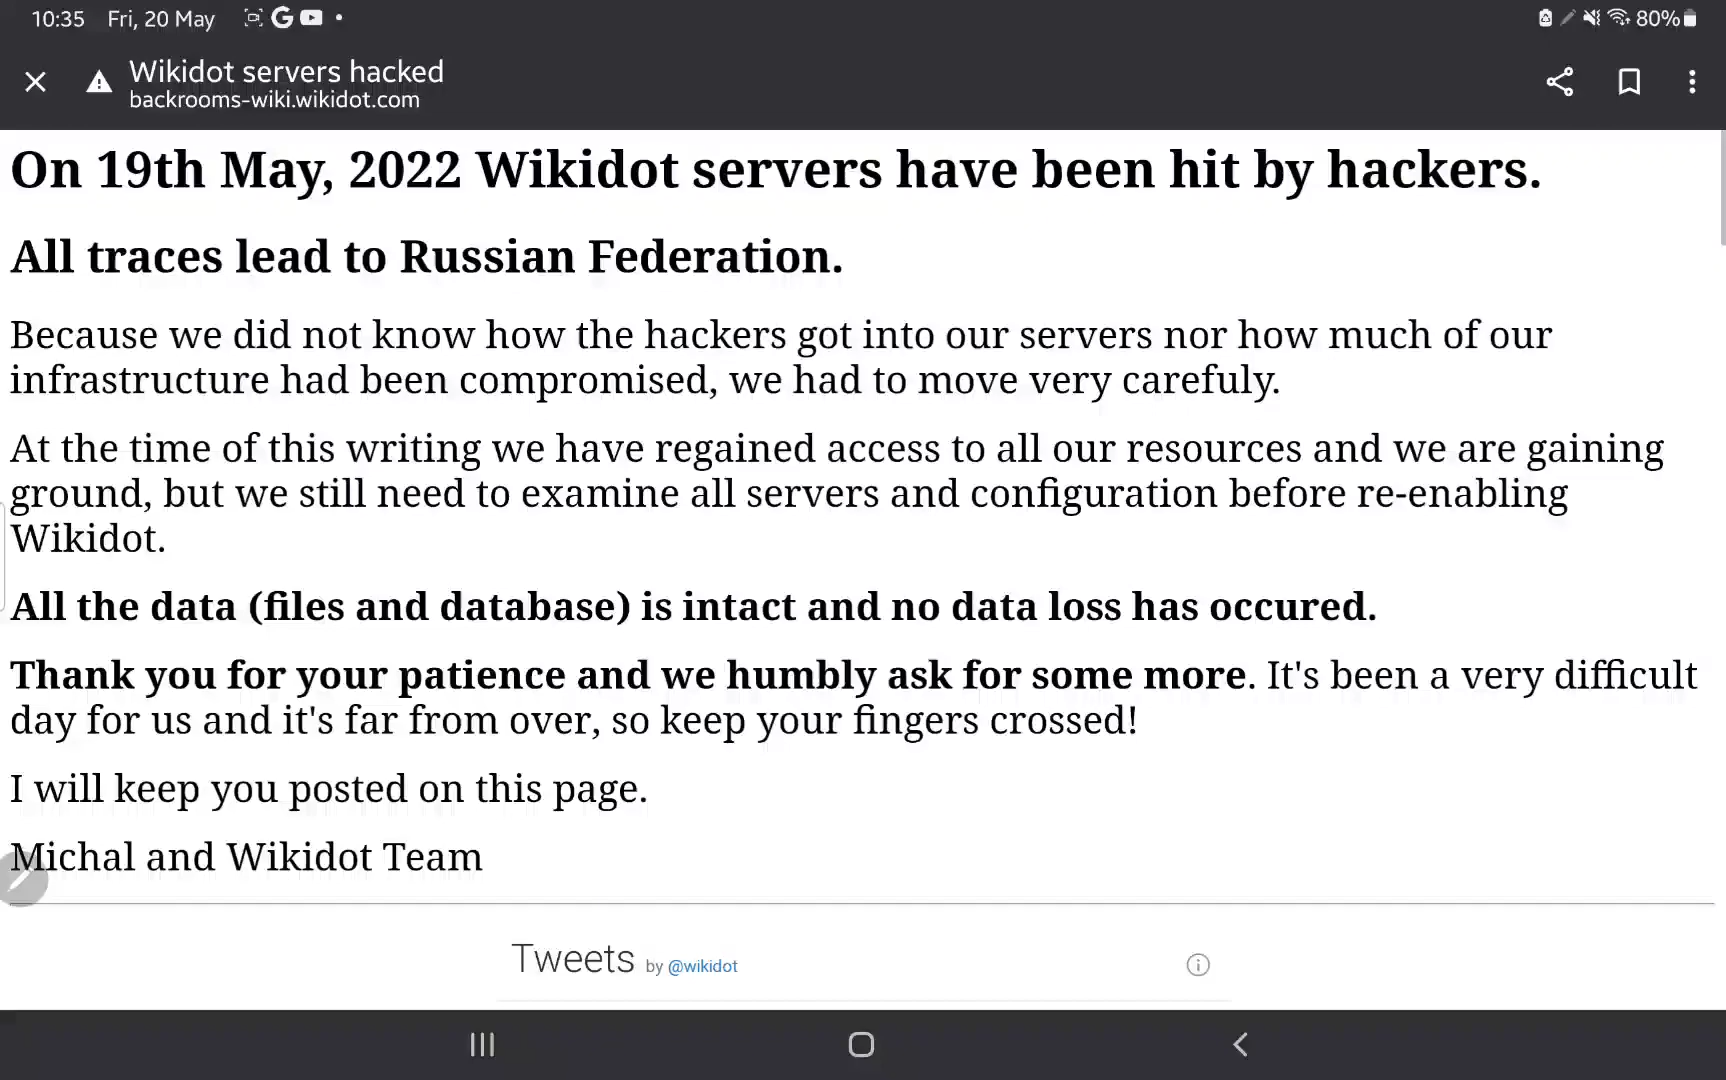 10:35 Fri, 20 May
80%
Wikidot servers hacked
backrooms-wiki.wikidot.com
On 19th May, 2022 Wikidot servers have been hit by hackers.
All traces lead to Russian Federation.
Because we did not know how the hackers got into our servers nor how much of our
infrastructure had been compromised, we had to move very carefuly.
At the time of this writing we have regained access to all our resources and we are gaining
ground, but we still need to examine all servers and configuration before re-enabling
Wikidot.
All the data (files and database) is intact and no data loss has occured.
Thank you for your patience and we humbly ask for some more. It's been a very difficult
day for us and it's far from over, so keep your fingers crossed!
I will keep you posted on this page.
Michal and Wikidot Team
Tweets by @wikidot